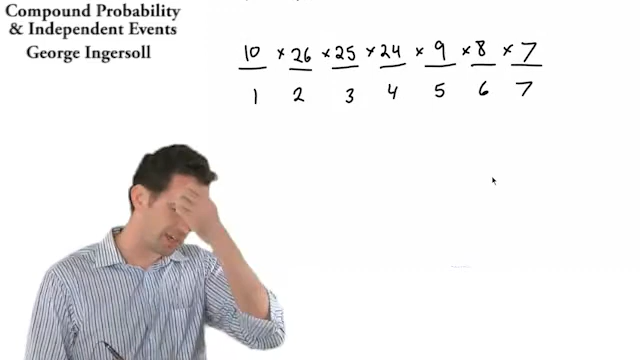 Compound Probability
& Independent Events
George Ingersoll
10 × 26 × 25 × 24 × 9 × 8 × 7
1 2 3 4 5 6 7